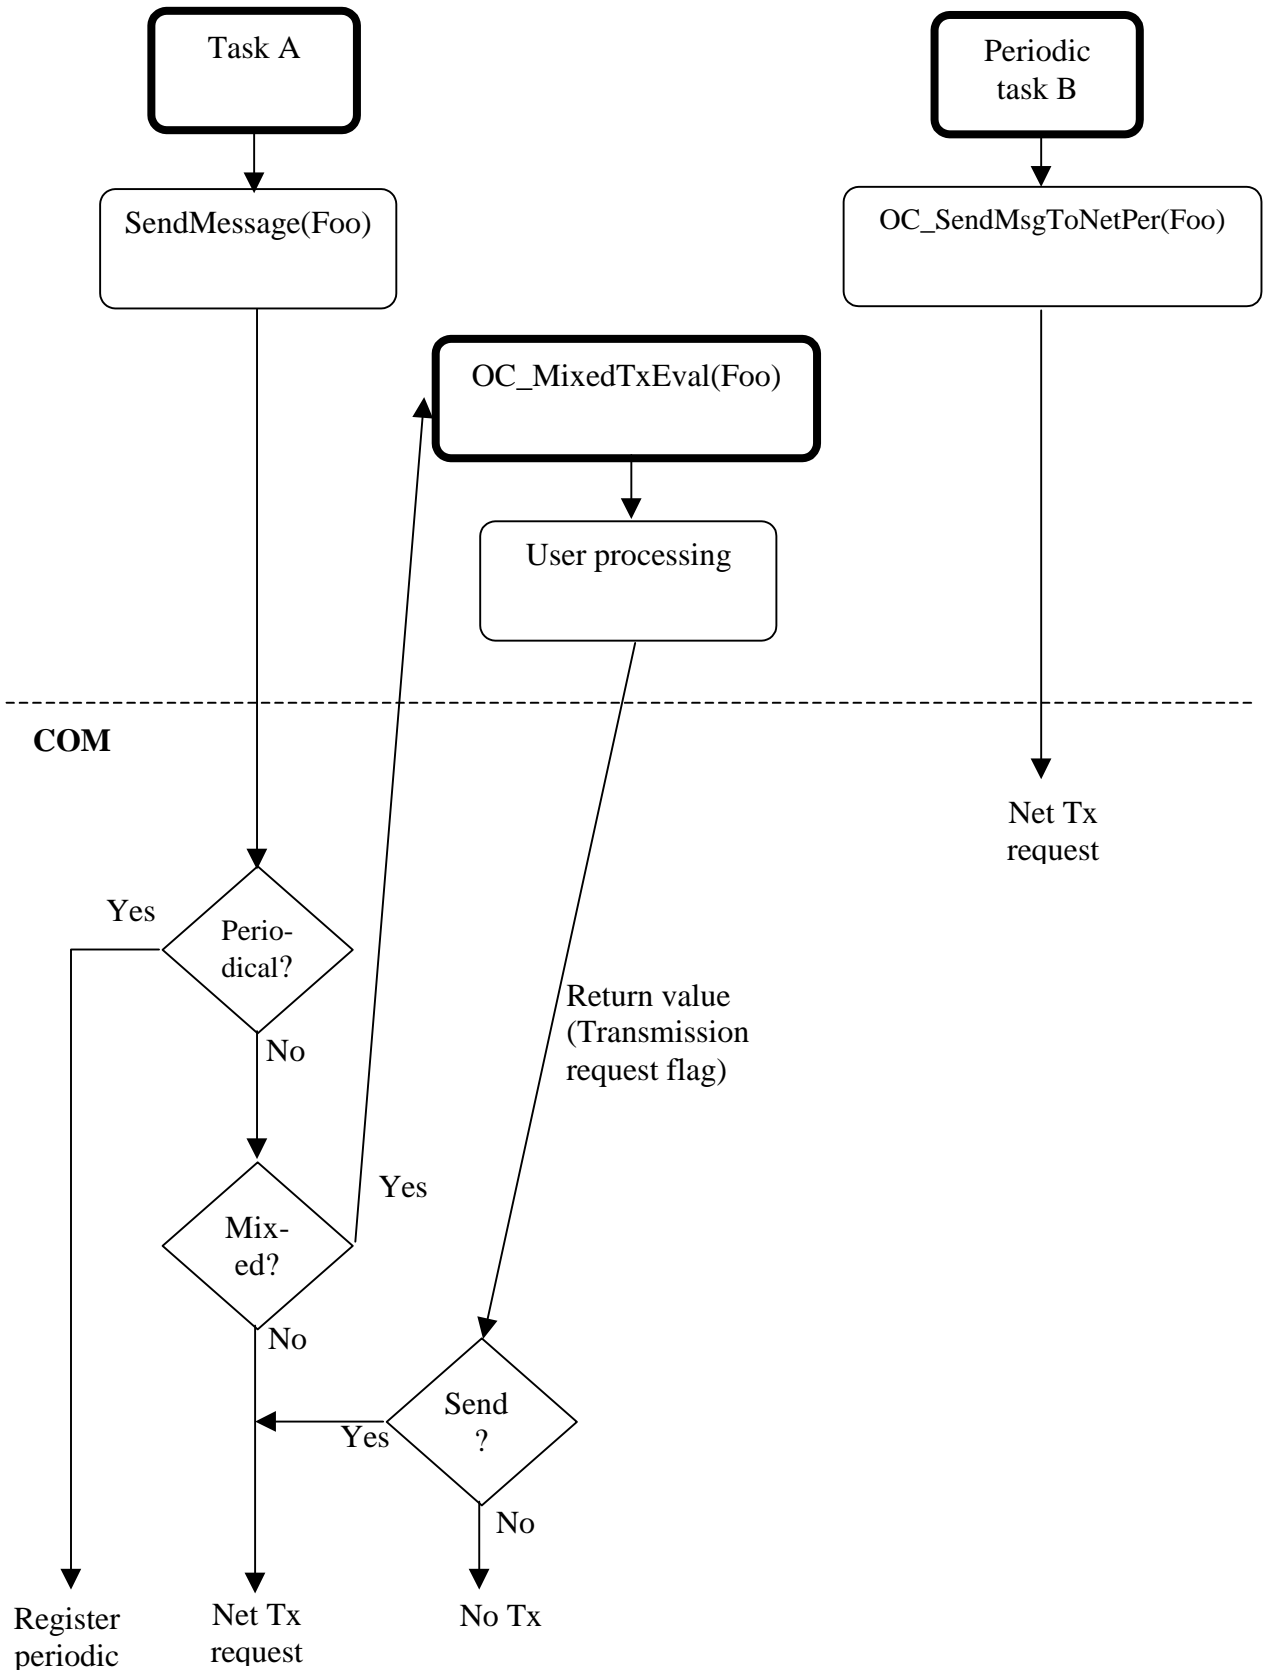 Task A
Periodic
task B
SendMessage(Foo)
OC_SendMsgToNetPer(Foo)
OC_MixedTxEval(Foo)
User processing
COM
Net Tx
request
Yes
Perio-
dical?
No
Return value
(Transmission
request flag)
Yes
Mix-
ed?
No
Send
?
Yes
No
Register
periodic
Net Tx
request
No Tx